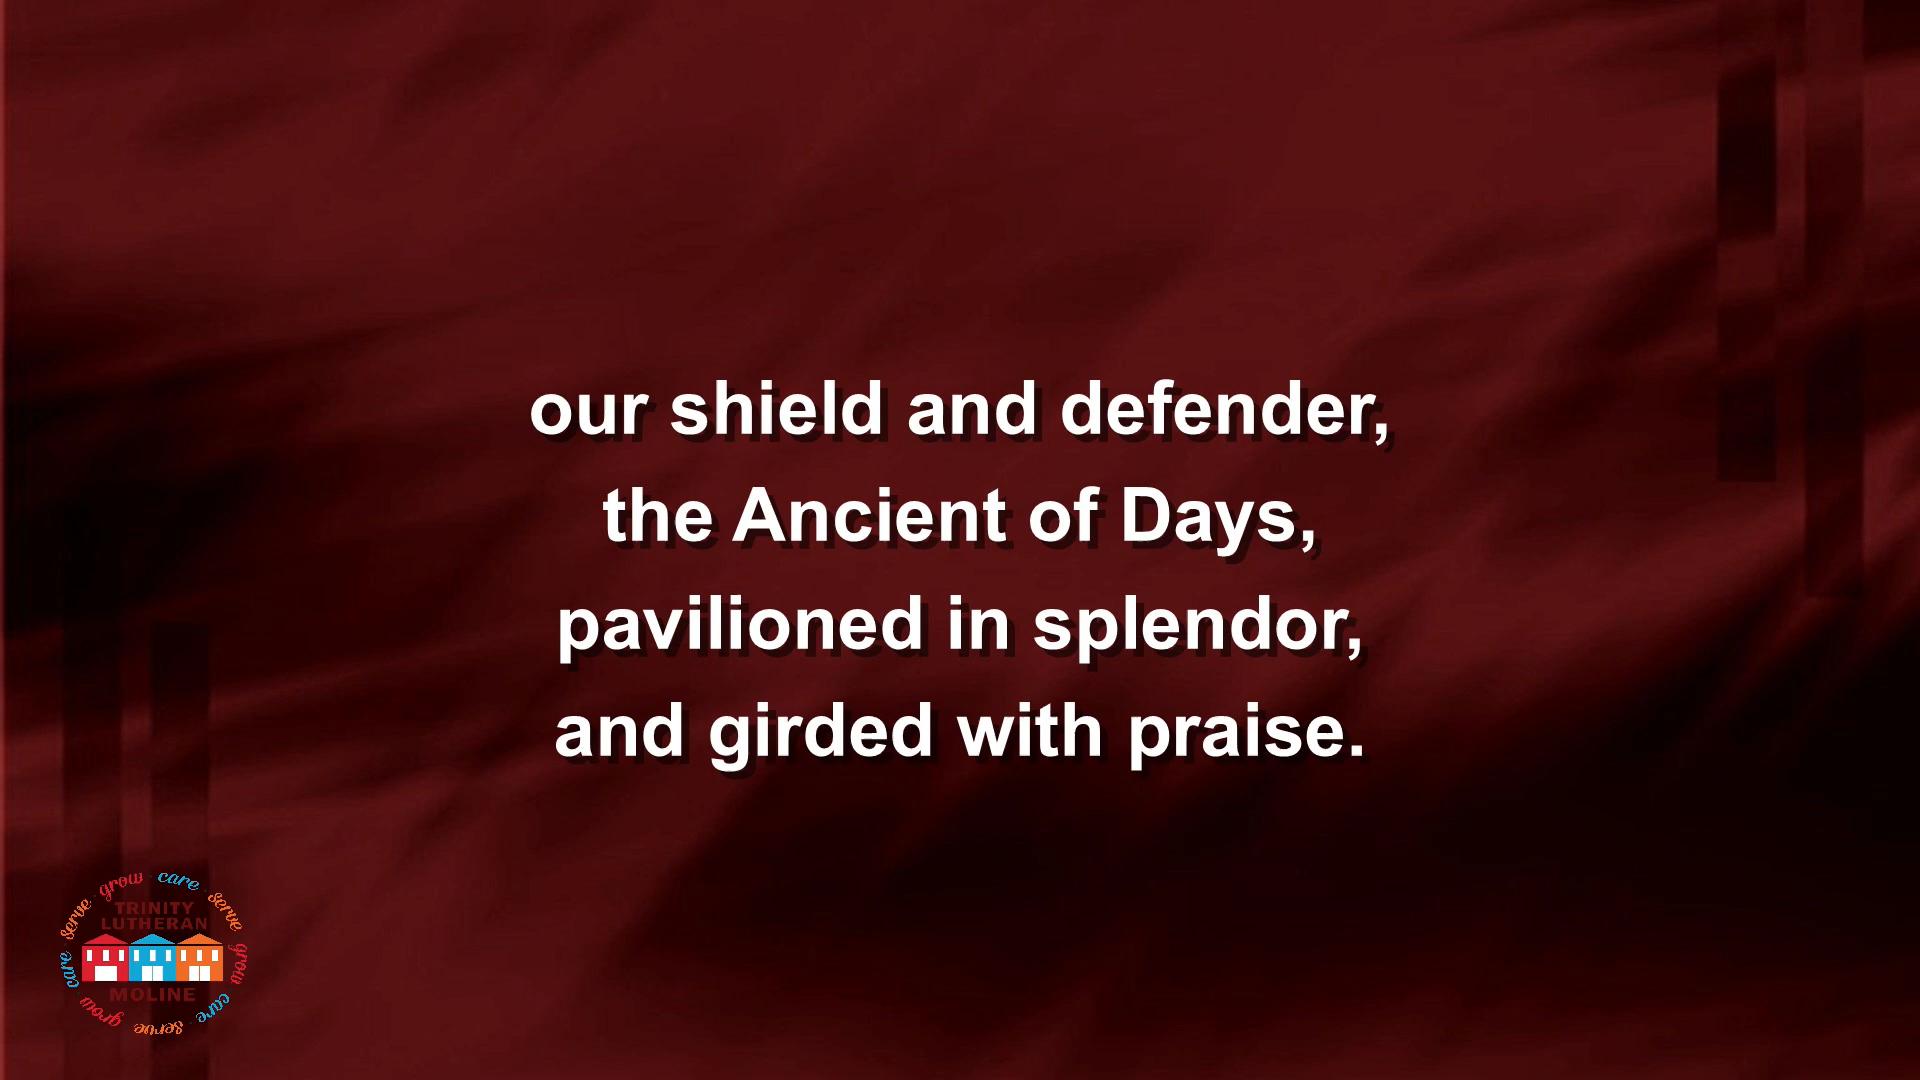 our shield and defender,
the Ancient of Days,
pavilioned in splendor,
and girded with praise.
grow care serve grow care serve grow care serve
TRINITY
LUTHERAN
MOLINE